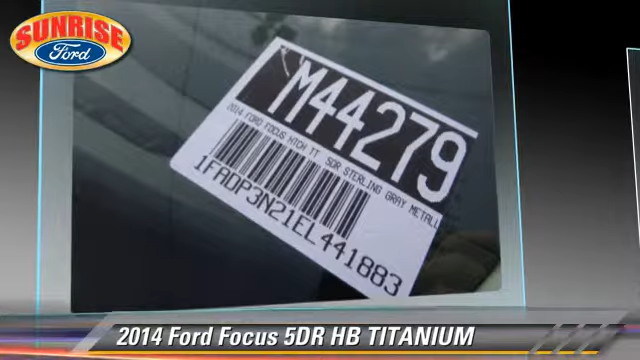 SUNRISE
Ford
M44279
2014 FORD FOCUS HTCH TT 5DR STERLING GRAY METALL
1FADP3N21EL441883
2014 Ford Focus 5DR HB TITANIUM